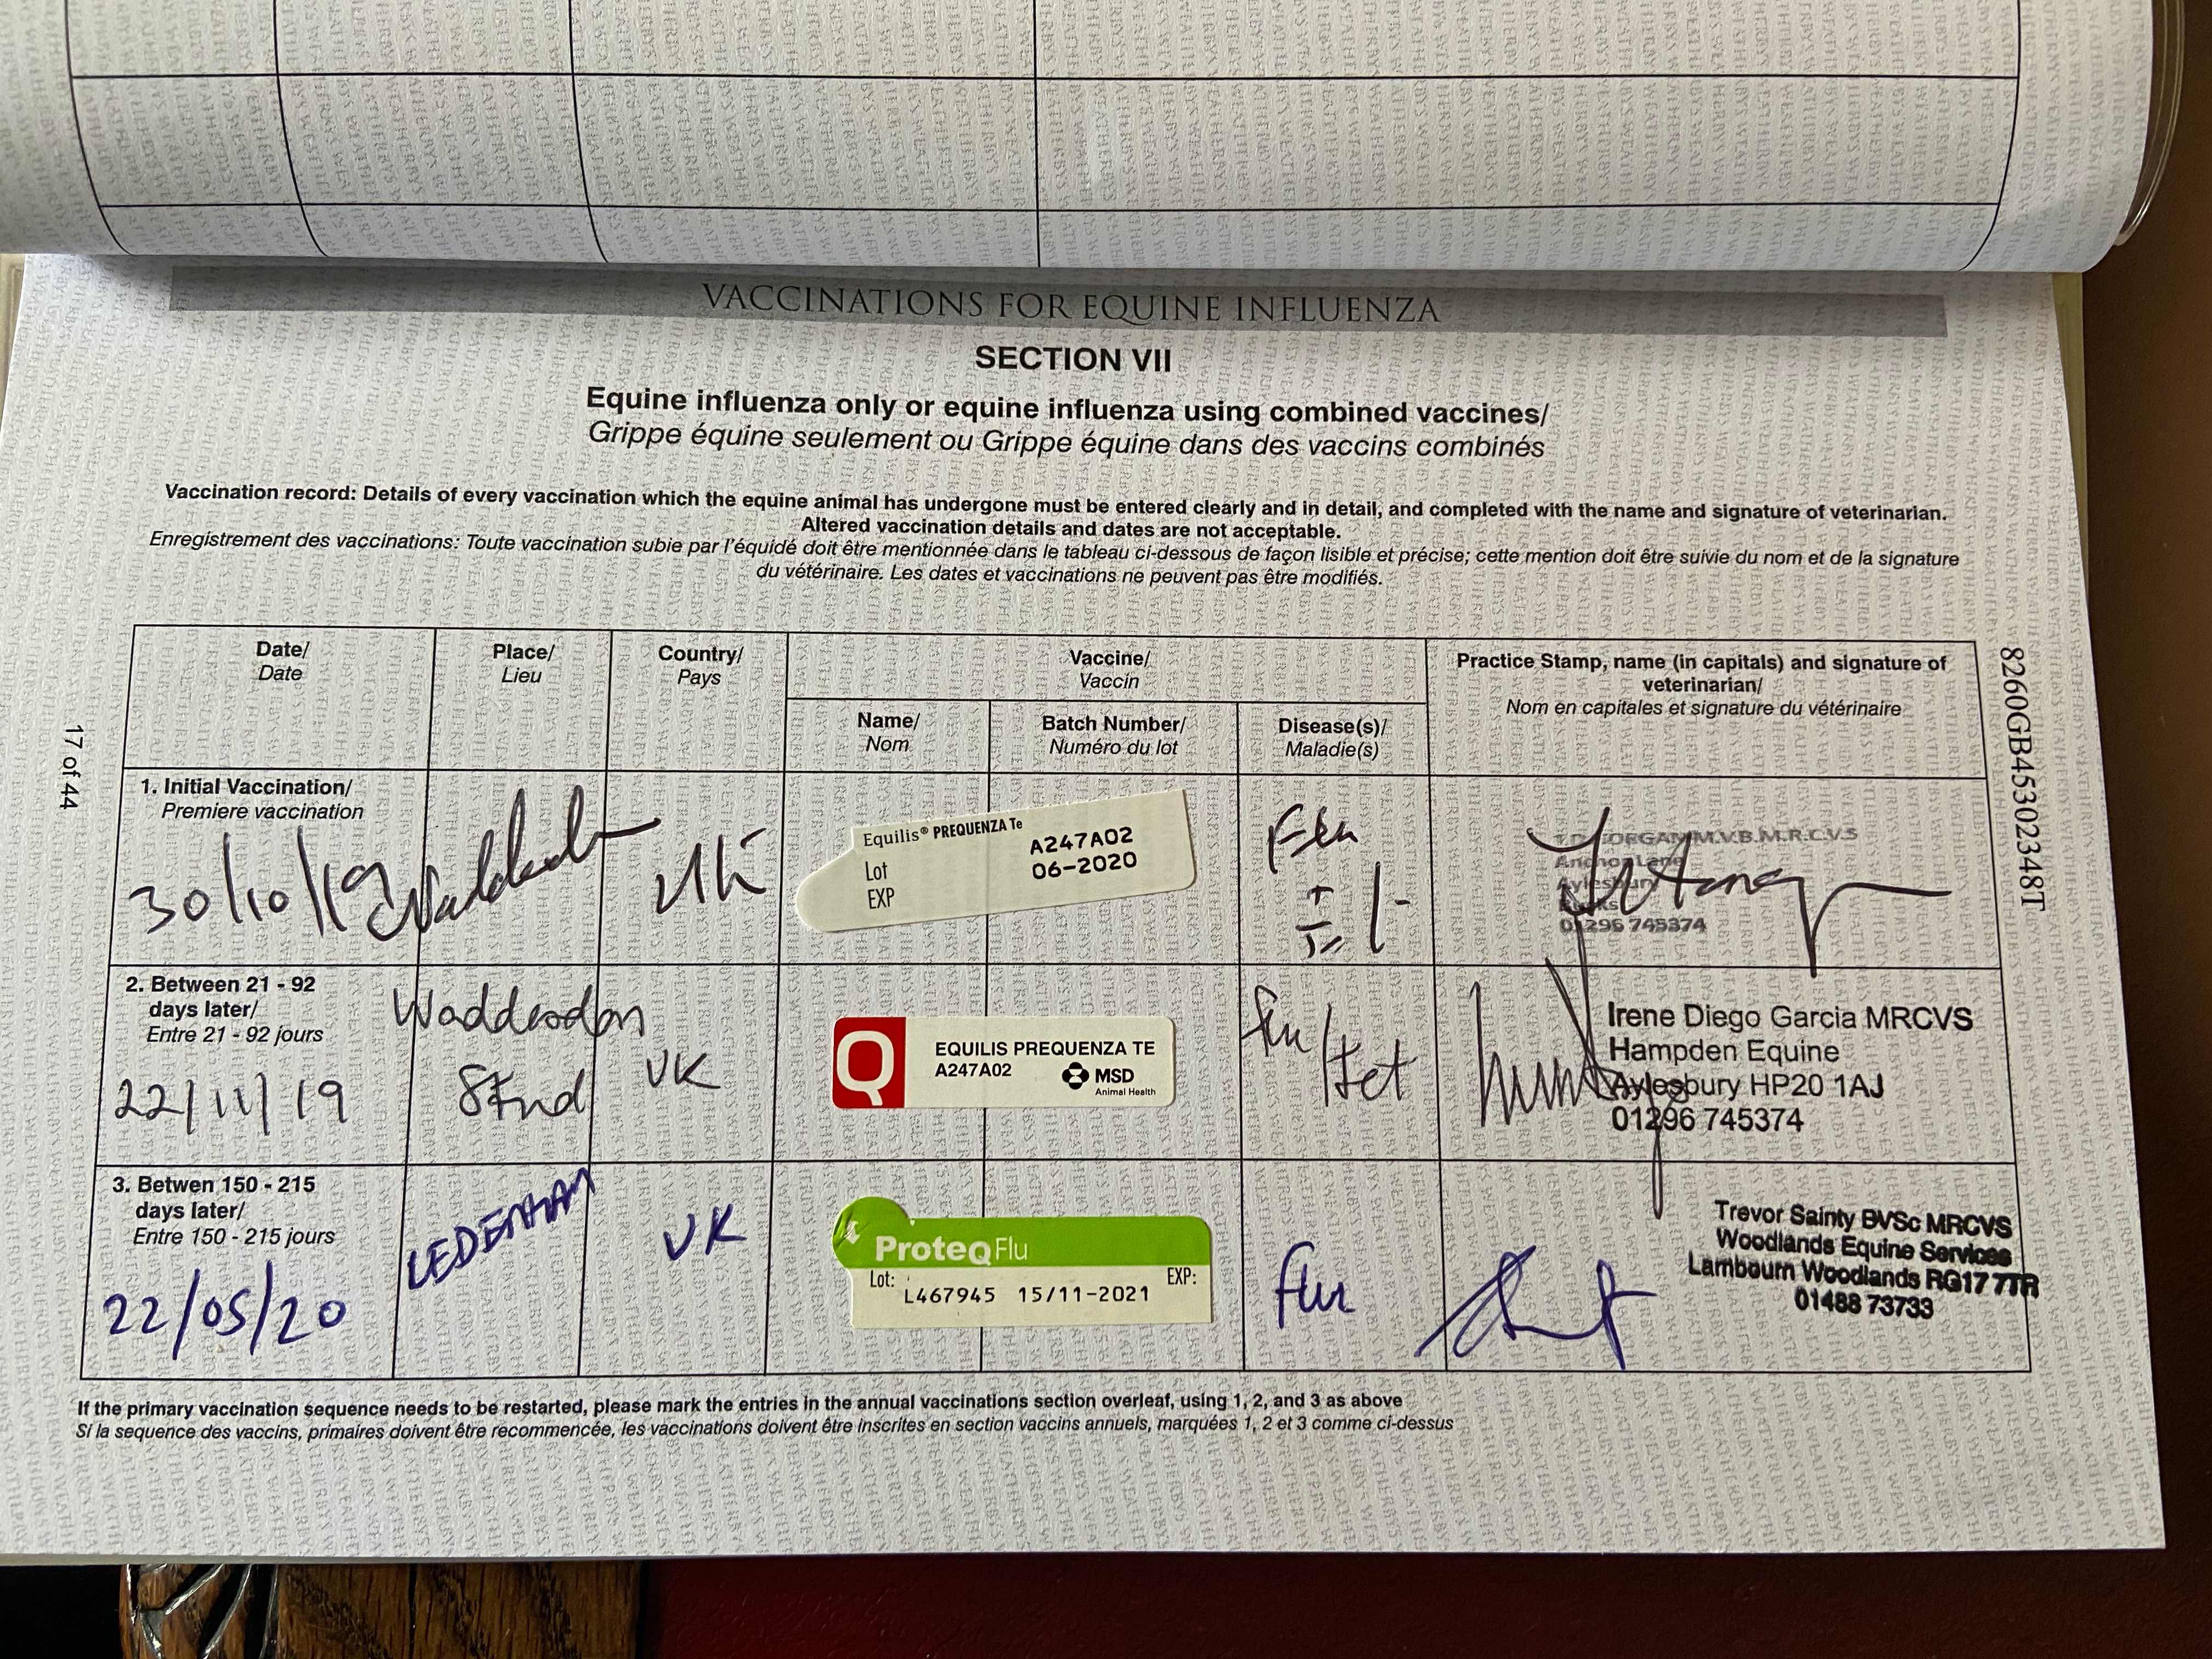 VACCINATIONS FOR EQUINE INFLUENZA
SECTION VII
Equine influenza only or equine influenza using combined vaccines/
Grippe équine seulement ou Grippe équine dans des vaccins combinés
Vaccination record: Details of every vaccination which the equine animal has undergone must be entered clearly and in detail, and completed with the name and signature of veterinarian.
Altered vaccination details and dates are not acceptable.
Enregistrement des vaccinations: Toute vaccination subie par l'équidé doit être mentionnée dans le tableau ci-dessous de façon lisible et précise; cette mention doit être suivie du nom et de la signature
du vétérinaire. Les dates et vaccinations ne peuvent pas être modifiés.
Date/
Date
Place/
Lieu
Country/
Pays
Vaccine/
Vaccin
Name/
Nom
Batch Number/
Numéro du lot
Disease(s)/
Maladie(s)
Practice Stamp, name (in capitals) and signature of
veterinarian/
Nom en capitales et signature du vétérinaire
1. Initial Vaccination/
Premiere vaccination
30/10/19
UK
Equilis® PREQUENZA Te
Lot A247A02
EXP 06-2020
Flu
+
M.V.B.M.R.C.V.S
Anchor Lane
Aylesbury
Bucks
01296 745374
2. Between 21 - 92
days later/
Entre 21 - 92 jours
22/11/19
Waddesdon
Stud
UK
Q
EQUILIS PREQUENZA TE
A247A02
MSD
Animal Health
flu/tet
Irene Diego Garcia MRCVS
Hampden Equine
Aylesbury HP20 1AJ
01296 745374
3. Betwen 150 - 215
days later/
Entre 150 - 215 jours
22/05/20
UK
ProteqFlu
Lot: EXP:
L467945 15/11-2021
flu
Trevor Sainty BVSc MRCVS
Woodlands Equine Services
Lambourn Woodlands RG17 7TR
01488 73733
If the primary vaccination sequence needs to be restarted, please mark the entries in the annual vaccinations section overleaf, using 1, 2, and 3 as above
Si la sequence des vaccins, primaires doivent être recommencée, les vaccinations doivent être inscrites en section vaccins annuels, marquées 1, 2 et 3 comme ci-dessus
17 of 44
8260GB45302348T